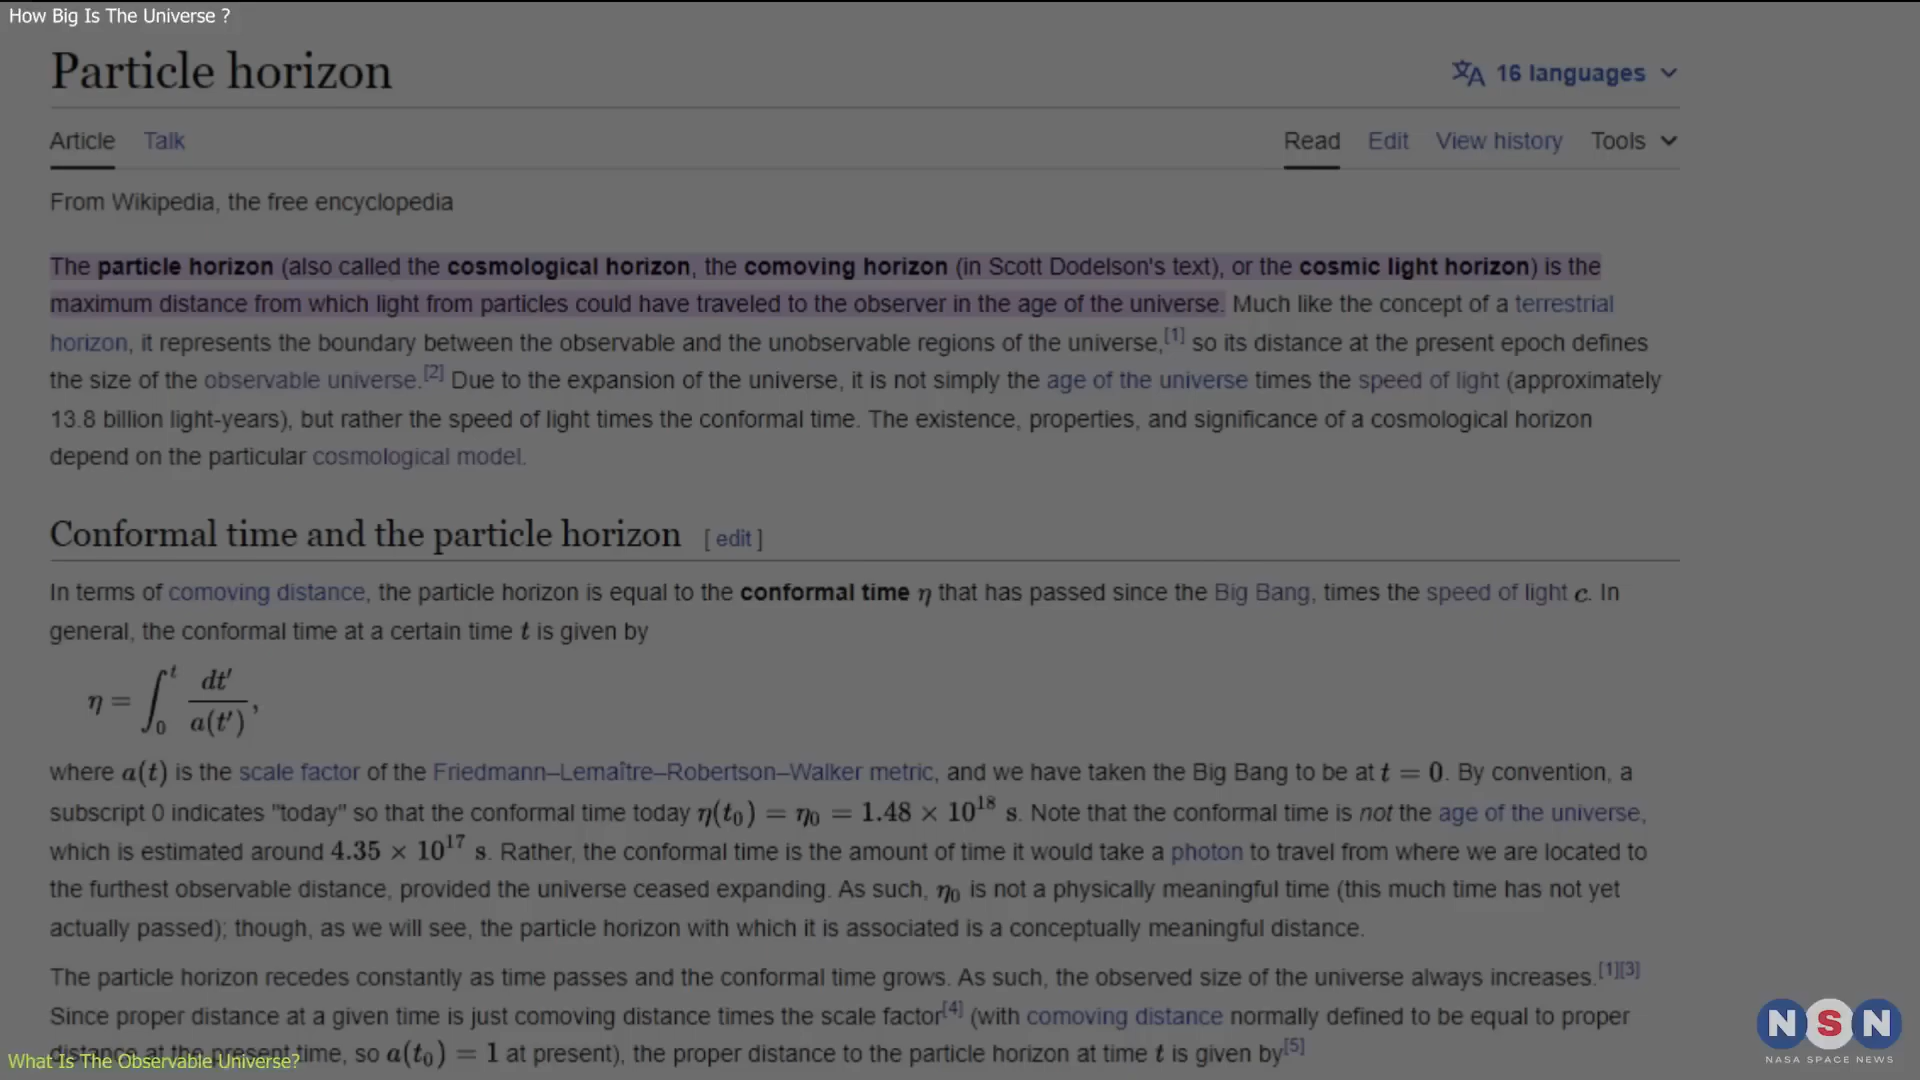 How Big Is The Universe ?
Particle horizon
16 languages
Article Talk
Read Edit View history Tools
From Wikipedia, the free encyclopedia
The particle horizon (also called the cosmological horizon, the comoving horizon (in Scott Dodelson's text), or the cosmic light horizon) is the
maximum distance from which light from particles could have traveled to the observer in the age of the universe. Much like the concept of a terrestrial
horizon, it represents the boundary between the observable and the unobservable regions of the universe,[1] so its distance at the present epoch defines
the size of the observable universe.[2] Due to the expansion of the universe, it is not simply the age of the universe times the speed of light (approximately
13.8 billion light-years), but rather the speed of light times the conformal time. The existence, properties, and significance of a cosmological horizon
depend on the particular cosmological model.
Conformal time and the particle horizon [ edit ]
In terms of comoving distance, the particle horizon is equal to the conformal time η that has passed since the Big Bang, times the speed of light c. In
general, the conformal time at a certain time t is given by
η = ∫₀ᵗ dt′ / a(t′),
where a(t) is the scale factor of the Friedmann–Lemaître–Robertson–Walker metric, and we have taken the Big Bang to be at t = 0. By convention, a
subscript 0 indicates "today" so that the conformal time today η(t₀) = η₀ = 1.48 × 10¹⁸ s. Note that the conformal time is not the age of the universe,
which is estimated around 4.35 × 10¹⁷ s. Rather, the conformal time is the amount of time it would take a photon to travel from where we are located to
the furthest observable distance, provided the universe ceased expanding. As such, η₀ is not a physically meaningful time (this much time has not yet
actually passed); though, as we will see, the particle horizon with which it is associated is a conceptually meaningful distance.
The particle horizon recedes constantly as time passes and the conformal time grows. As such, the observed size of the universe always increases.[1][3]
Since proper distance at a given time is just comoving distance times the scale factor[4] (with comoving distance normally defined to be equal to proper
distance at the present time, so a(t₀) = 1 at present), the proper distance to the particle horizon at time t is given by[5]
What Is The Observable Universe?
NSN
NASA SPACE NEWS